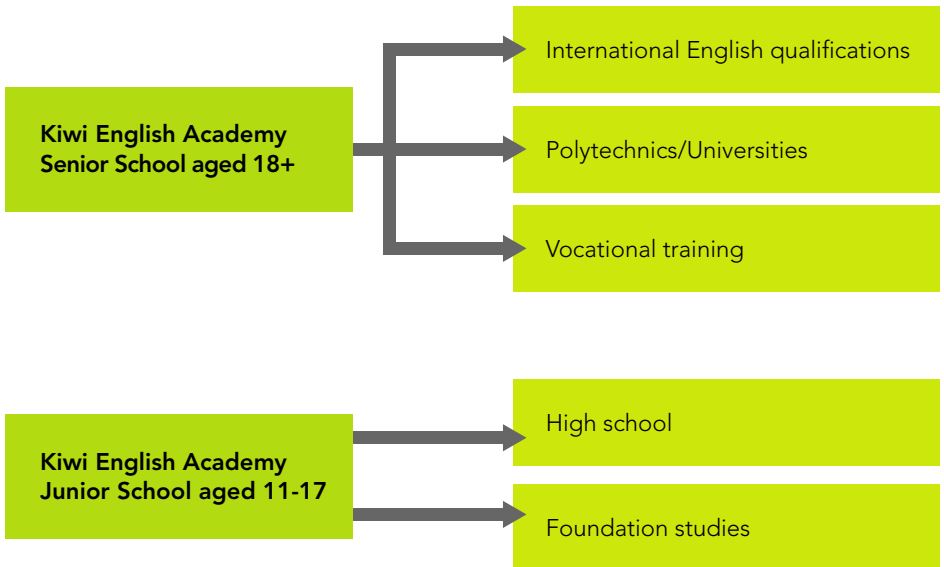 International English qualifications
Kiwi English Academy
Senior School aged 18+
Polytechnics/Universities
Vocational training
High school
Kiwi English Academy
Junior School aged 11-17
Foundation studies